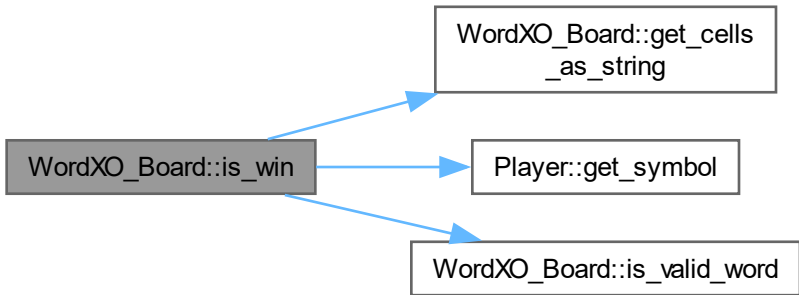 WordXO_Board::is_win
WordXO_Board::get_cells
_as_string
Player::get_symbol
WordXO_Board::is_valid_word